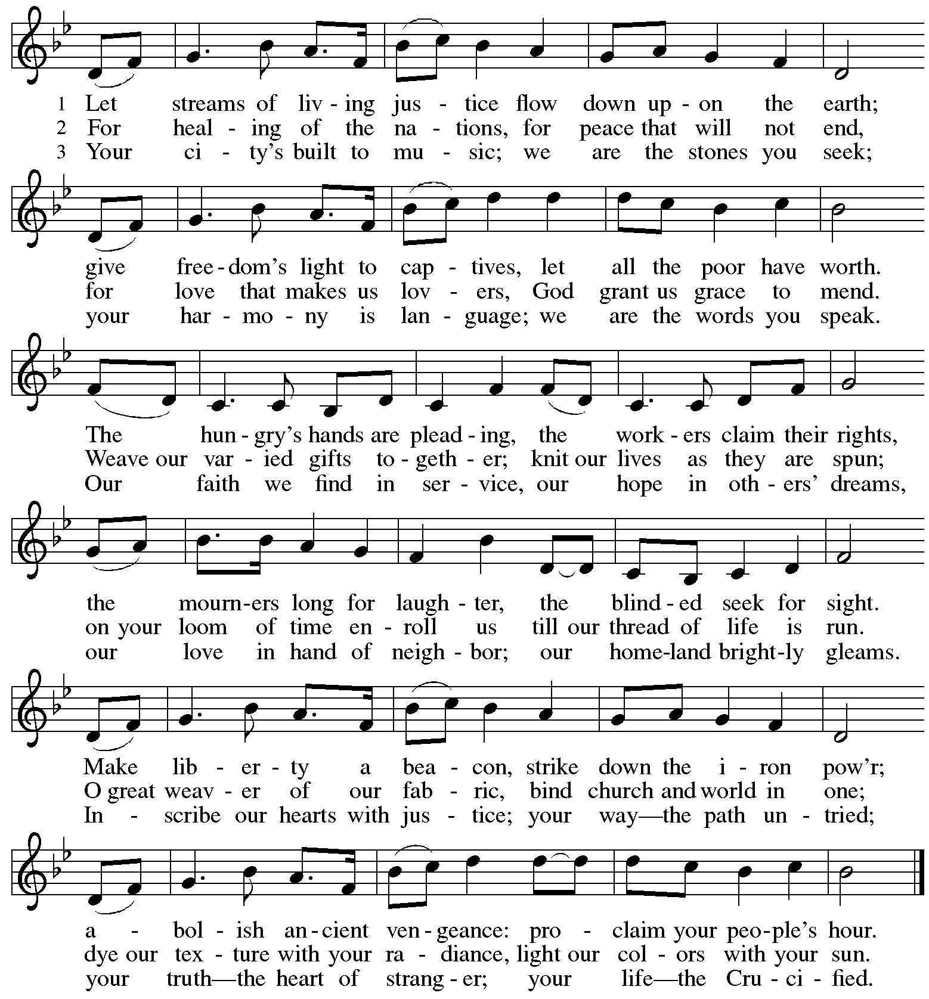 1 Let streams of liv - ing jus - tice flow down up - on the earth;
2 For heal - ing of the na - tions, for peace that will not end,
3 Your ci - ty's built to mu - sic; we are the stones you seek;
give free - dom's light to cap - tives, let all the poor have worth.
for love that makes us lov - ers, God grant us grace to mend.
your har - mo - ny is lan - guage; we are the words you speak.
The hun - gry's hands are plead - ing, the work - ers claim their rights,
Weave our var - ied gifts to - geth - er; knit our lives as they are spun;
Our faith we find in ser - vice, our hope in oth - ers' dreams,
the mourn - ers long for laugh - ter, the blind - ed seek for sight.
on your loom of time en - roll us till our thread of life is run.
our love in hand of neigh - bor; our home - land bright - ly gleams.
Make lib - er - ty a bea - con, strike down the i - ron pow'r;
O great weav - er of our fab - ric, bind church and world in one;
In - scribe our hearts with jus - tice; your way—the path un - tried;
a - bol - ish an - cient ven - geance: pro - claim your peo - ple's hour.
dye our tex - ture with your ra - diance, light our col - ors with your sun.
your truth—the heart of strang - er; your life—the Cru - ci - fied.